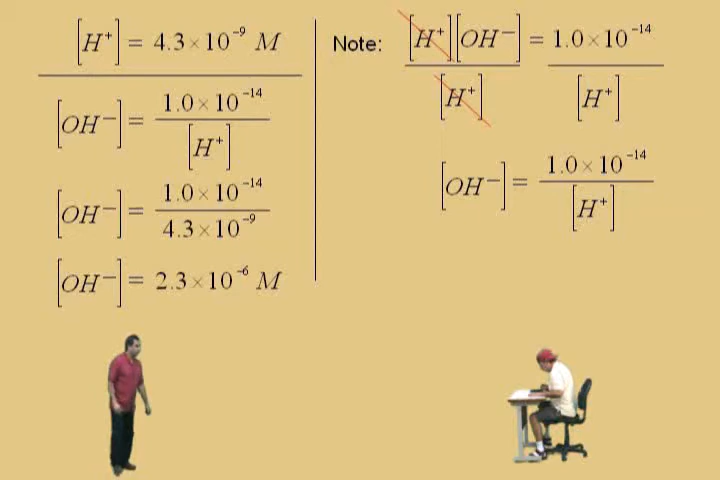 [H⁺] = 4.3 × 10⁻⁹ M
[OH⁻] = 1.0 × 10⁻¹⁴ / [H⁺]
[OH⁻] = 1.0 × 10⁻¹⁴ / 4.3 × 10⁻⁹
[OH⁻] = 2.3 × 10⁻⁶ M
Note: [H⁺][OH⁻] / [H⁺] = 1.0 × 10⁻¹⁴ / [H⁺]
[OH⁻] = 1.0 × 10⁻¹⁴ / [H⁺]